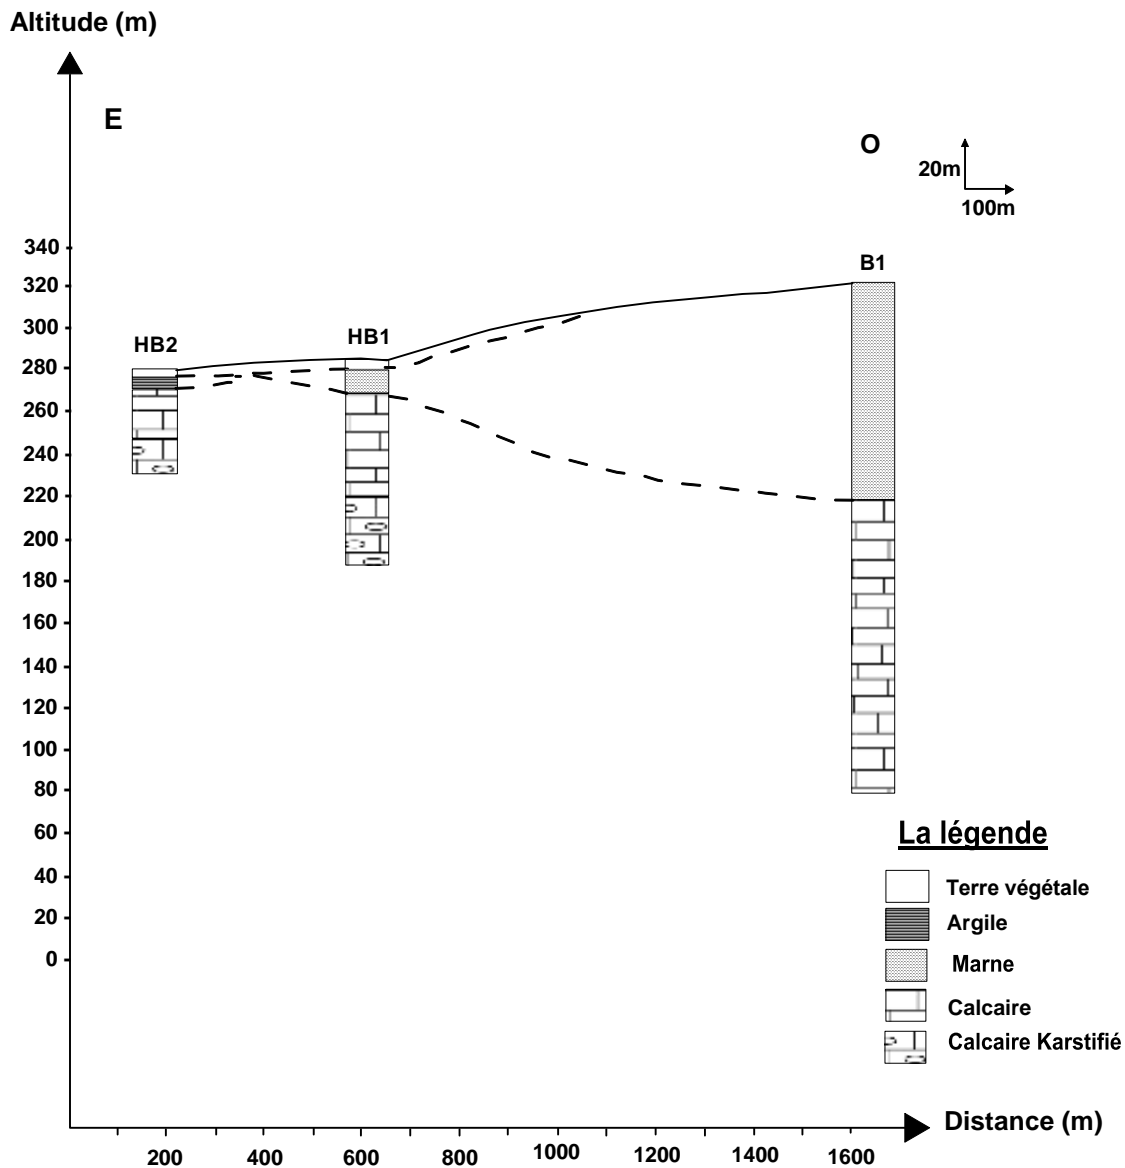 Altitude (m)
E
O
20m
100m
340
320
300
280
260
240
220
200
180
160
140
120
100
80
60
40
20
0
HB2
HB1
B1
La légende
Terre végétale
Argile
Marne
Calcaire
Calcaire Karstifié
Distance (m)
200 400 600 800 1000 1200 1400 1600